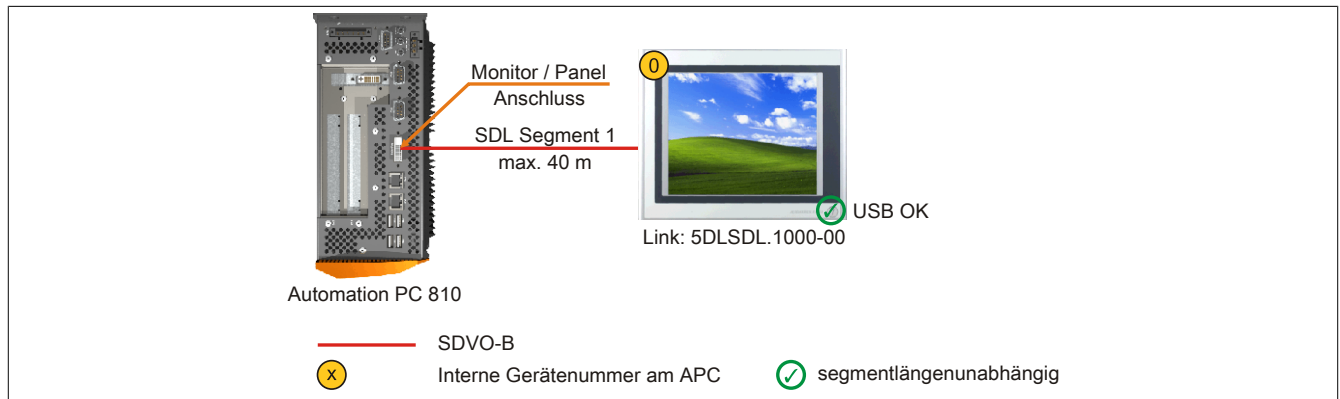 Monitor / Panel
Anschluss
SDL Segment 1
max. 40 m
0
USB OK
Link: 5DLSDL.1000-00
Automation PC 810
SDVO-B
x
Interne Gerätenummer am APC
segmentlängenunabhängig